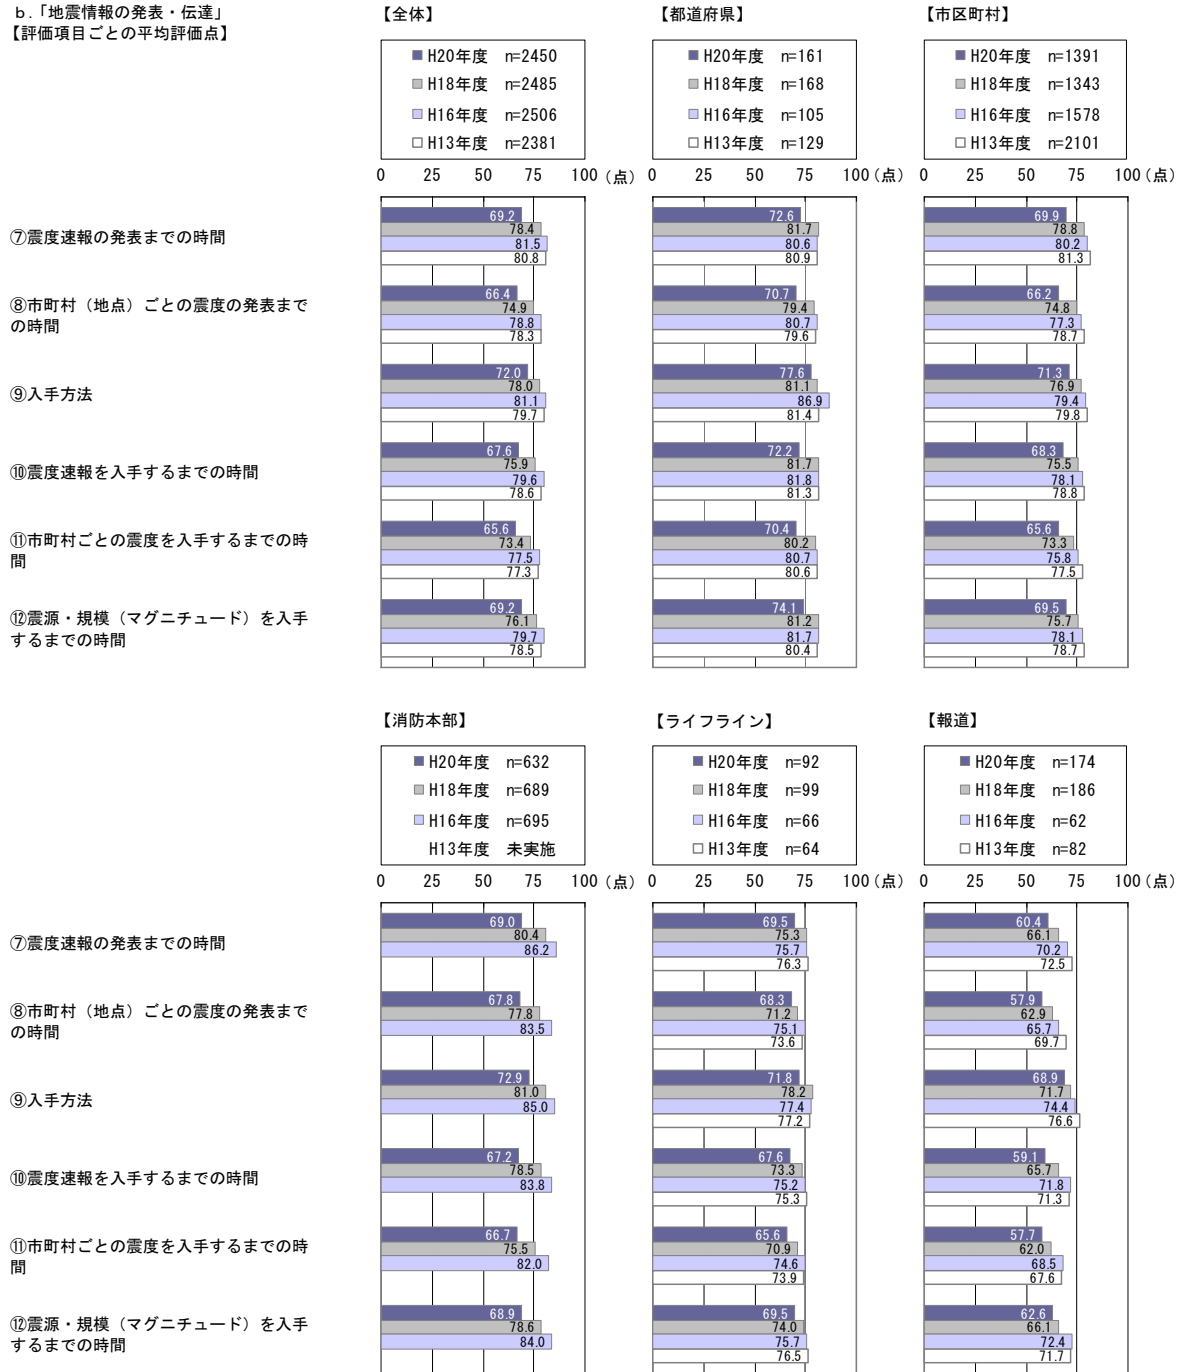 b.「地震情報の発表・伝達」
【評価項目ごとの平均評価点】
【全体】
H20年度 n=2450
H18年度 n=2485
H16年度 n=2506
H13年度 n=2381
【都道府県】
H20年度 n=161
H18年度 n=168
H16年度 n=105
H13年度 n=129
【市区町村】
H20年度 n=1391
H18年度 n=1343
H16年度 n=1578
H13年度 n=2101
0 25 50 75 100(点) 0 25 50 75 100(点) 0 25 50 75 100(点)
⑦震度速報の発表までの時間
69.2 72.6 69.9
78.4 81.7 78.8
81.5 80.6 80.2
80.8 80.9 81.3
⑧市町村(地点)ごとの震度の発表まで
の時間
66.4 70.7 66.2
74.9 79.4 74.8
78.8 80.7 77.3
78.3 79.6 78.7
⑨入手方法
72.0 77.6 71.3
78.0 81.1 76.9
81.1 86.9 79.4
79.7 81.4 79.8
⑩震度速報を入手するまでの時間
67.6 72.2 68.3
75.9 81.7 75.5
79.6 81.8 78.1
78.6 81.3 78.8
⑪市町村ごとの震度を入手するまでの時
間
65.6 70.4 65.6
73.4 80.2 73.3
77.5 80.7 75.8
77.3 80.6 77.5
⑫震源・規模(マグニチュード)を入手
するまでの時間
69.2 74.1 69.5
76.1 81.2 75.7
79.7 81.7 78.1
78.5 80.4 78.7
【消防本部】
H20年度 n=632
H18年度 n=689
H16年度 n=695
H13年度 未実施
【ライフライン】
H20年度 n=92
H18年度 n=99
H16年度 n=66
H13年度 n=64
【報道】
H20年度 n=174
H18年度 n=186
H16年度 n=62
H13年度 n=82
0 25 50 75 100(点) 0 25 50 75 100(点) 0 25 50 75 100(点)
⑦震度速報の発表までの時間
69.0 69.5 60.4
80.4 75.3 66.1
86.2 75.7 70.2
76.3 72.5
⑧市町村(地点)ごとの震度の発表まで
の時間
67.8 68.3 57.9
77.8 71.2 62.9
83.5 75.1 65.7
73.6 69.7
⑨入手方法
72.9 71.8 68.9
81.0 78.2 71.7
85.0 77.4 74.4
77.2 76.6
⑩震度速報を入手するまでの時間
67.2 67.6 59.1
78.5 73.3 65.7
83.8 75.2 71.8
75.3 71.3
⑪市町村ごとの震度を入手するまでの時
間
66.7 65.6 57.7
75.5 70.9 62.0
82.0 74.6 68.5
73.9 67.6
⑫震源・規模(マグニチュード)を入手
するまでの時間
68.9 69.5 62.6
78.6 74.0 66.1
84.0 75.7 72.4
76.5 71.7